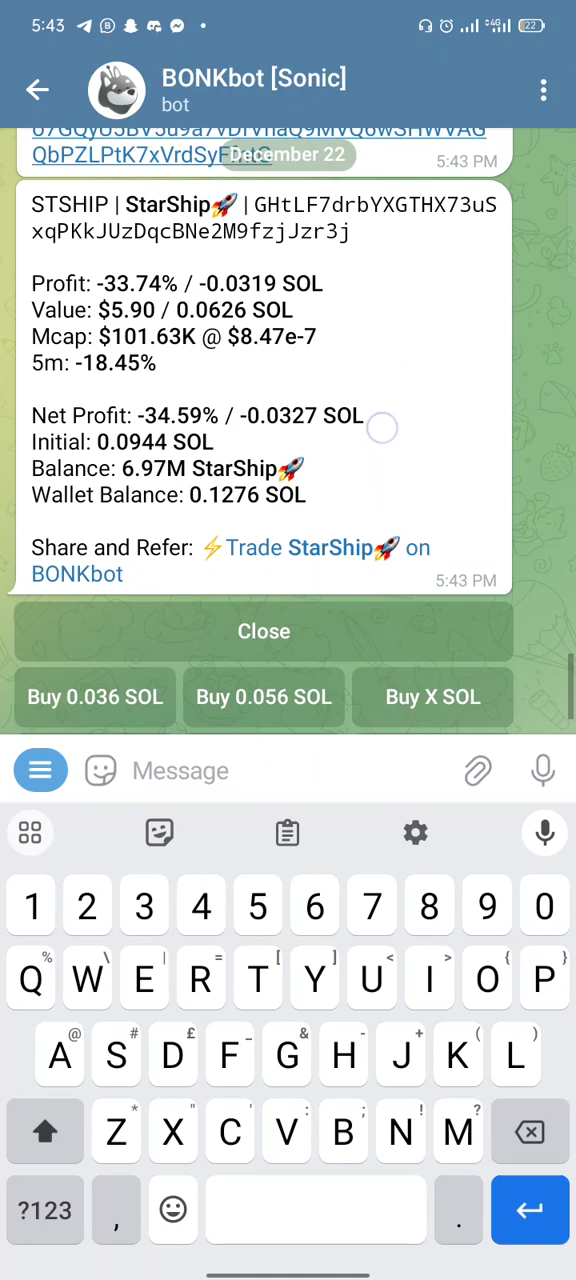 5:43
4G
22
BONKbot [Sonic]
bot
December 22
5:43 PM
STSHIP | StarShip🚀 | GHtLF7drbYXGTHX73uS
xqPKkJUzDqcBNe2M9fzjJzr3j
Profit: -33.74% / -0.0319 SOL
Value: $5.90 / 0.0626 SOL
Mcap: $101.63K @ $8.47e-7
5m: -18.45%
Net Profit: -34.59% / -0.0327 SOL
Initial: 0.0944 SOL
Balance: 6.97M StarShip🚀
Wallet Balance: 0.1276 SOL
Share and Refer: ⚡Trade StarShip🚀 on
BONKbot
5:43 PM
Close
Buy 0.036 SOL Buy 0.056 SOL Buy X SOL
Message
1 2 3 4 5 6 7 8 9 0
% \ | = [ ] < > { }
Q W E R T Y U I O P
@ # £ _ & - + ( )
A S D F G H J K L
* " ' : ; ! ?
Z X C V B N M
?123 , .